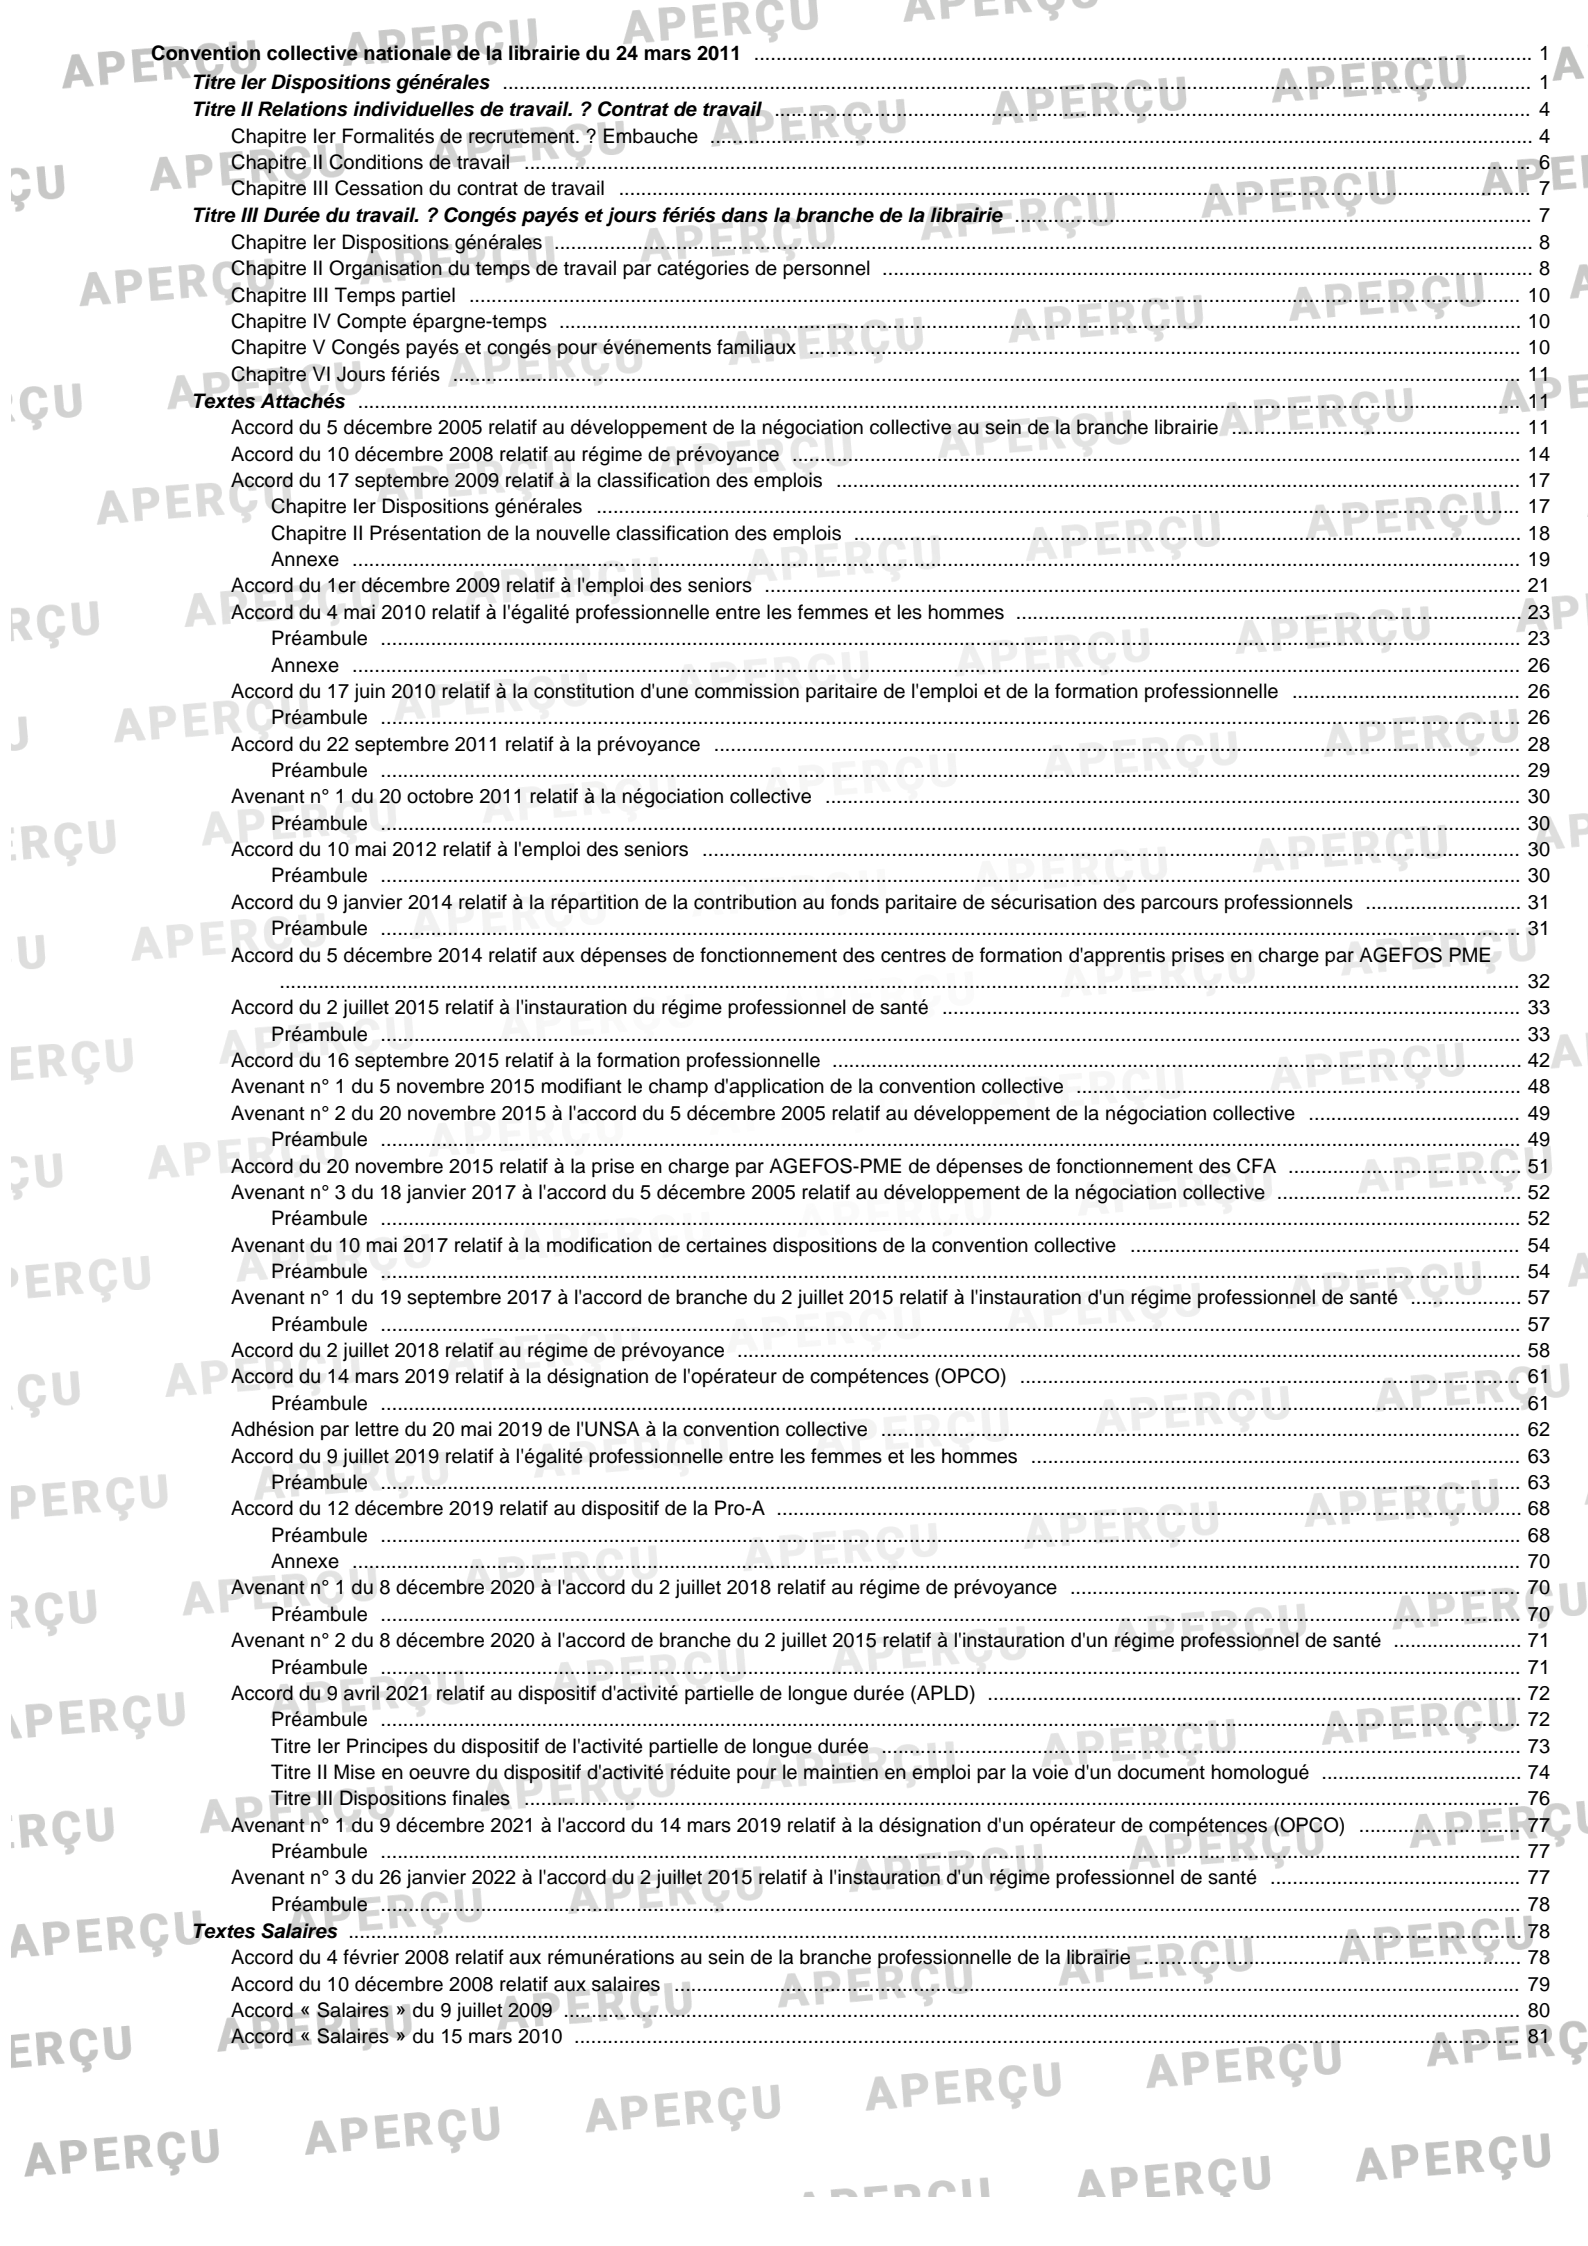 Convention collective nationale de la librairie du 24 mars 2011 ... 1
Titre Ier Dispositions générales ... 1
Titre II Relations individuelles de travail. ? Contrat de travail ... 4
Chapitre Ier Formalités de recrutement. ? Embauche ... 4
Chapitre II Conditions de travail ... 6
Chapitre III Cessation du contrat de travail ... 7
Titre III Durée du travail. ? Congés payés et jours fériés dans la branche de la librairie ... 7
Chapitre Ier Dispositions générales ... 8
Chapitre II Organisation du temps de travail par catégories de personnel ... 8
Chapitre III Temps partiel ... 10
Chapitre IV Compte épargne-temps ... 10
Chapitre V Congés payés et congés pour événements familiaux ... 10
Chapitre VI Jours fériés ... 11
Textes Attachés ... 11
Accord du 5 décembre 2005 relatif au développement de la négociation collective au sein de la branche librairie ... 11
Accord du 10 décembre 2008 relatif au régime de prévoyance ... 14
Accord du 17 septembre 2009 relatif à la classification des emplois ... 17
Chapitre Ier Dispositions générales ... 17
Chapitre II Présentation de la nouvelle classification des emplois ... 18
Annexe ... 19
Accord du 1er décembre 2009 relatif à l'emploi des seniors ... 21
Accord du 4 mai 2010 relatif à l'égalité professionnelle entre les femmes et les hommes ... 23
Préambule ... 23
Annexe ... 26
Accord du 17 juin 2010 relatif à la constitution d'une commission paritaire de l'emploi et de la formation professionnelle ... 26
Préambule ... 26
Accord du 22 septembre 2011 relatif à la prévoyance ... 28
Préambule ... 29
Avenant n° 1 du 20 octobre 2011 relatif à la négociation collective ... 30
Préambule ... 30
Accord du 10 mai 2012 relatif à l'emploi des seniors ... 30
Préambule ... 30
Accord du 9 janvier 2014 relatif à la répartition de la contribution au fonds paritaire de sécurisation des parcours professionnels ... 31
Préambule ... 31
Accord du 5 décembre 2014 relatif aux dépenses de fonctionnement des centres de formation d'apprentis prises en charge par AGEFOS PME
... 32
Accord du 2 juillet 2015 relatif à l'instauration du régime professionnel de santé ... 33
Préambule ... 33
Accord du 16 septembre 2015 relatif à la formation professionnelle ... 42
Avenant n° 1 du 5 novembre 2015 modifiant le champ d'application de la convention collective ... 48
Avenant n° 2 du 20 novembre 2015 à l'accord du 5 décembre 2005 relatif au développement de la négociation collective ... 49
Préambule ... 49
Accord du 20 novembre 2015 relatif à la prise en charge par AGEFOS-PME de dépenses de fonctionnement des CFA ... 51
Avenant n° 3 du 18 janvier 2017 à l'accord du 5 décembre 2005 relatif au développement de la négociation collective ... 52
Préambule ... 52
Avenant du 10 mai 2017 relatif à la modification de certaines dispositions de la convention collective ... 54
Préambule ... 54
Avenant n° 1 du 19 septembre 2017 à l'accord de branche du 2 juillet 2015 relatif à l'instauration d'un régime professionnel de santé ... 57
Préambule ... 57
Accord du 2 juillet 2018 relatif au régime de prévoyance ... 58
Accord du 14 mars 2019 relatif à la désignation de l'opérateur de compétences (OPCO) ... 61
Préambule ... 61
Adhésion par lettre du 20 mai 2019 de l'UNSA à la convention collective ... 62
Accord du 9 juillet 2019 relatif à l'égalité professionnelle entre les femmes et les hommes ... 63
Préambule ... 63
Accord du 12 décembre 2019 relatif au dispositif de la Pro-A ... 68
Préambule ... 68
Annexe ... 70
Avenant n° 1 du 8 décembre 2020 à l'accord du 2 juillet 2018 relatif au régime de prévoyance ... 70
Préambule ... 70
Avenant n° 2 du 8 décembre 2020 à l'accord de branche du 2 juillet 2015 relatif à l'instauration d'un régime professionnel de santé ... 71
Préambule ... 71
Accord du 9 avril 2021 relatif au dispositif d'activité partielle de longue durée (APLD) ... 72
Préambule ... 72
Titre Ier Principes du dispositif de l'activité partielle de longue durée ... 73
Titre II Mise en oeuvre du dispositif d'activité réduite pour le maintien en emploi par la voie d'un document homologué ... 74
Titre III Dispositions finales ... 76
Avenant n° 1 du 9 décembre 2021 à l'accord du 14 mars 2019 relatif à la désignation d'un opérateur de compétences (OPCO) ... 77
Préambule ... 77
Avenant n° 3 du 26 janvier 2022 à l'accord du 2 juillet 2015 relatif à l'instauration d'un régime professionnel de santé ... 77
Préambule ... 78
Textes Salaires ... 78
Accord du 4 février 2008 relatif aux rémunérations au sein de la branche professionnelle de la librairie ... 78
Accord du 10 décembre 2008 relatif aux salaires ... 79
Accord « Salaires » du 9 juillet 2009 ... 80
Accord « Salaires » du 15 mars 2010 ... 81
APERÇU